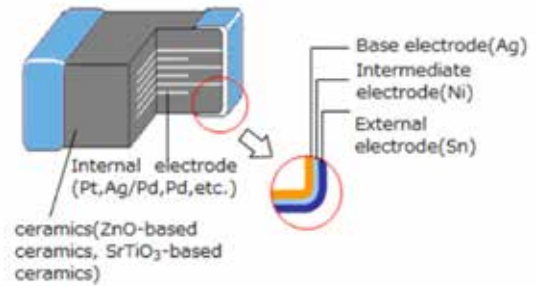 Base electrode(Ag)
Intermediate
electrode(Ni)
External
electrode(Sn)
Internal electrode
(Pt,Ag/Pd,Pd,etc.)
ceramics(ZnO-based
ceramics, SrTiO₃-based
ceramics)